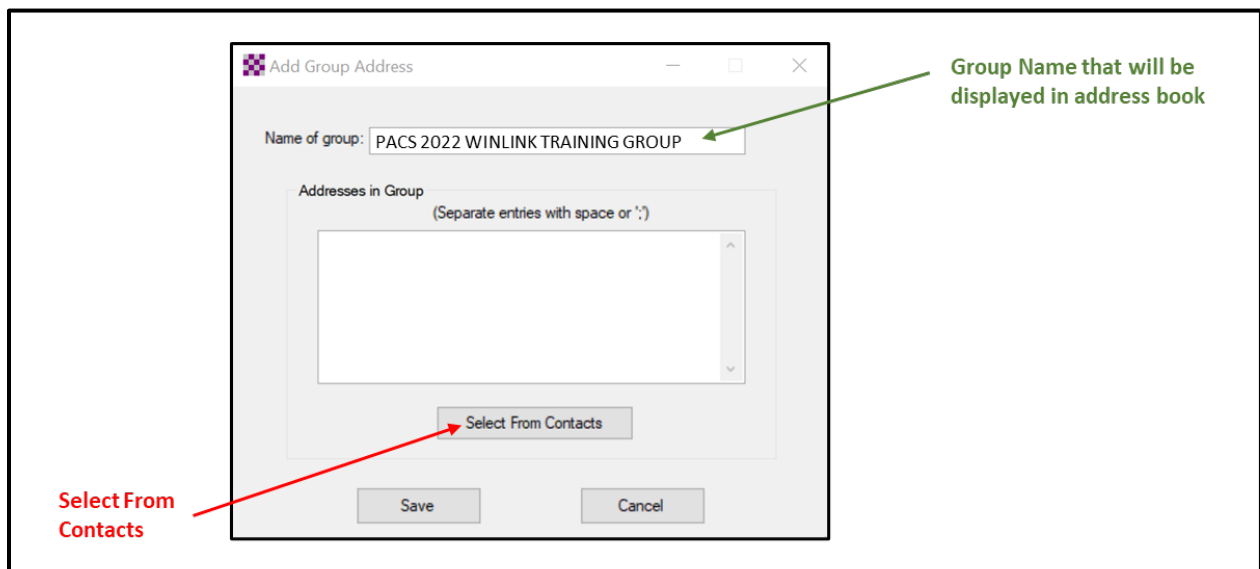 Add Group Address
Group Name that will be
displayed in address book
Name of group: PACS 2022 WINLINK TRAINING GROUP
Addresses in Group
(Separate entries with space or ';')
Select From Contacts
Select From
Contacts
Save Cancel